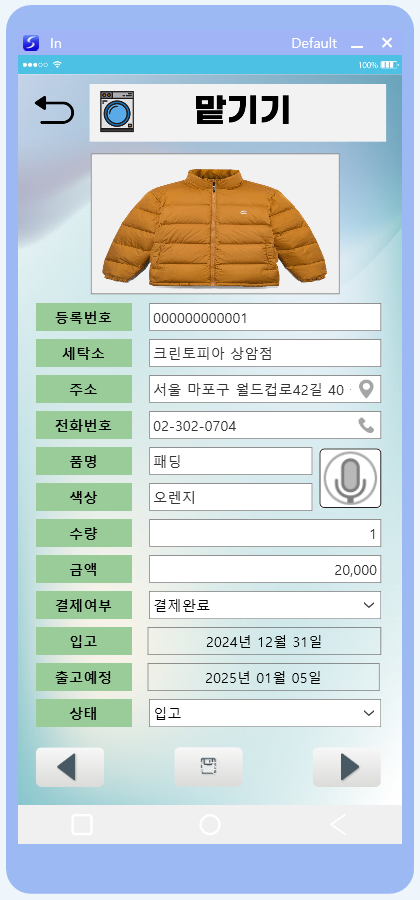 In Default
100%
맡기기
등록번호 000000000001
세탁소 크린토피아 상암점
주소 서울 마포구 월드컵로42길 40
전화번호 02-302-0704
품명 패딩
색상 오렌지
수량 1
금액 20,000
결제여부 결제완료
입고 2024년 12월 31일
출고예정 2025년 01월 05일
상태 입고